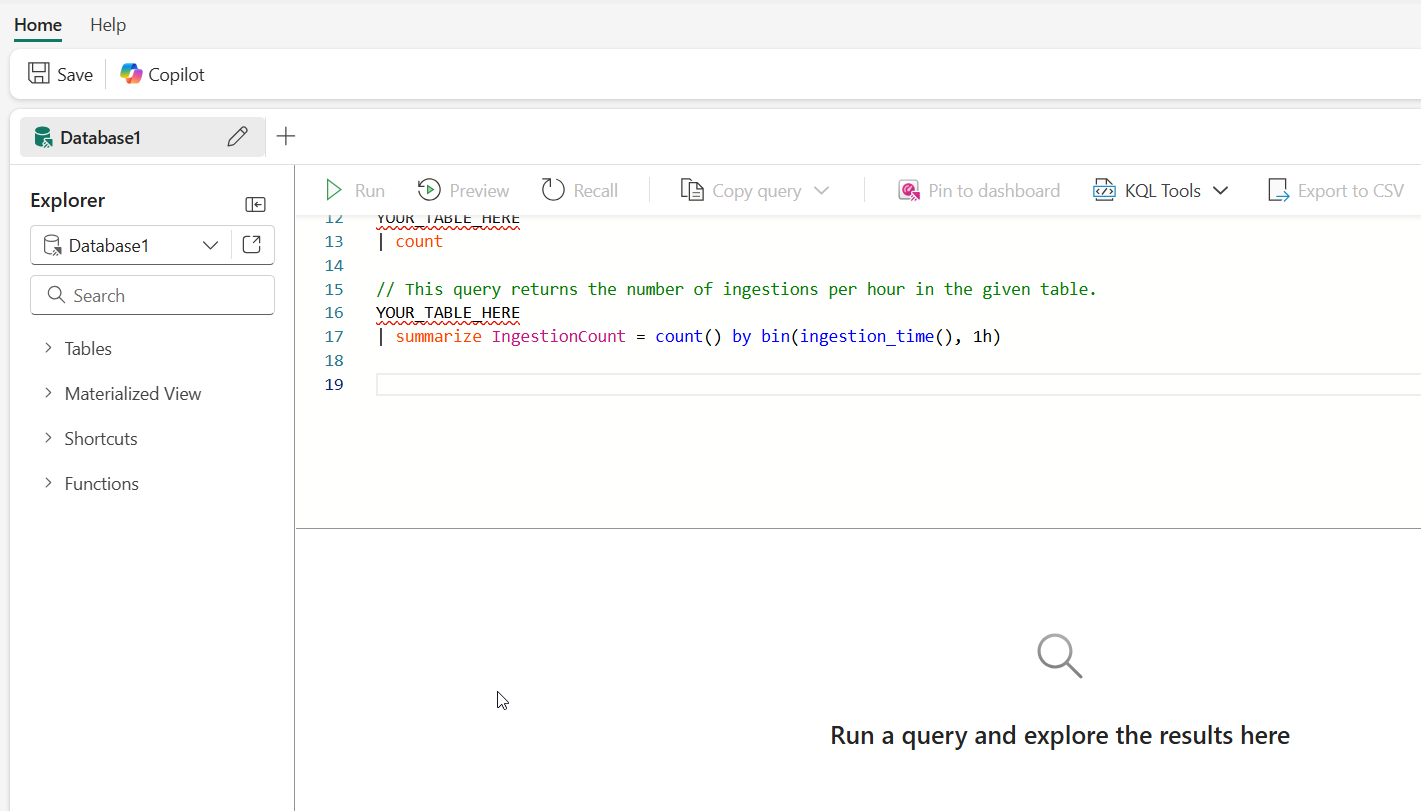 Home Help
Save Copilot
Database1
Explorer
Run Preview Recall Copy query Pin to dashboard KQL Tools Export to CSV
Database1
Search
Tables
Materialized View
Shortcuts
Functions
12 YOUR_TABLE_HERE
13 | count
14
15 // This query returns the number of ingestions per hour in the given table.
16 YOUR_TABLE_HERE
17 | summarize IngestionCount = count() by bin(ingestion_time(), 1h)
18
19
Run a query and explore the results here